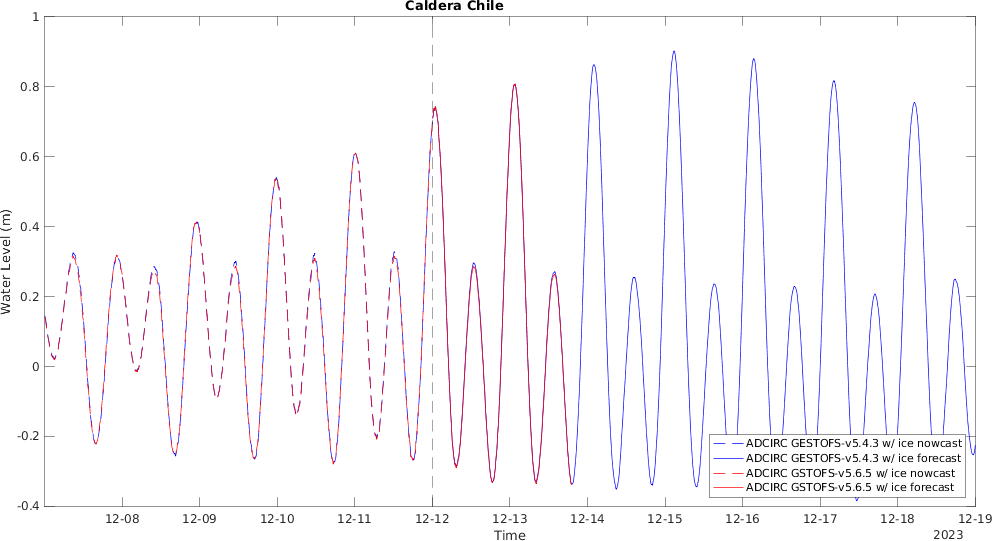 Caldera Chile
1
0.8
0.6
0.4
0.2
0
-0.2
-0.4
Water Level (m)
ADCIRC GESTOFS-v5.4.3 w/ ice nowcast
ADCIRC GESTOFS-v5.4.3 w/ ice forecast
ADCIRC GSTOFS-v5.6.5 w/ ice nowcast
ADCIRC GSTOFS-v5.6.5 w/ ice forecast
12-08 12-09 12-10 12-11 12-12 12-13 12-14 12-15 12-16 12-17 12-18 12-19
Time
2023